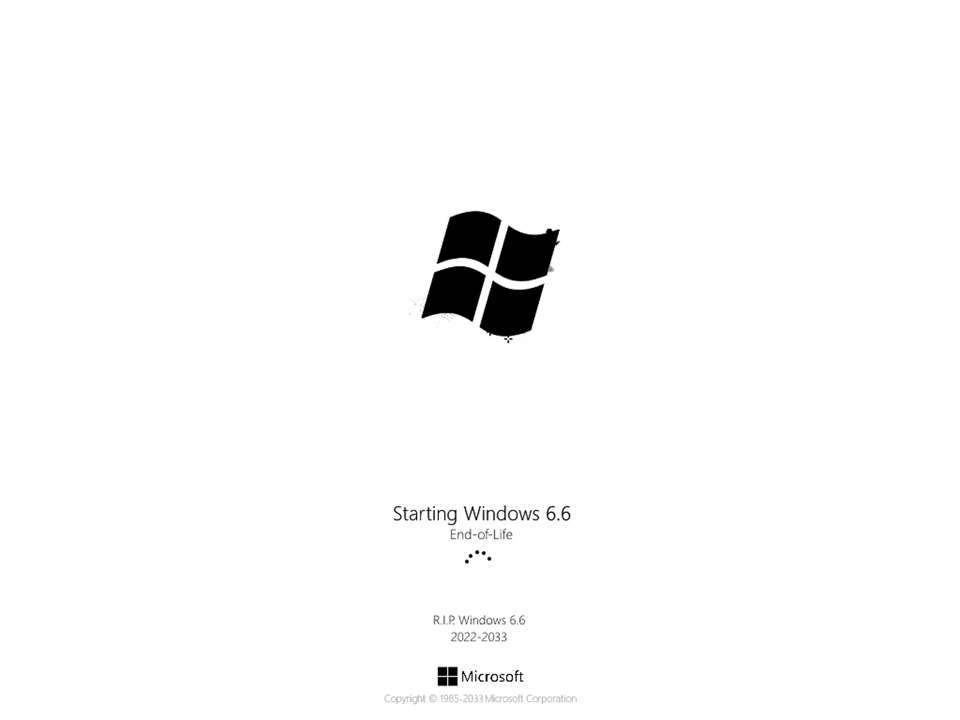 Starting Windows 6.6
End-of-Life
R.I.P. Windows 6.6
2022-2033
Microsoft
Copyright © 1985-2033 Microsoft Corporation